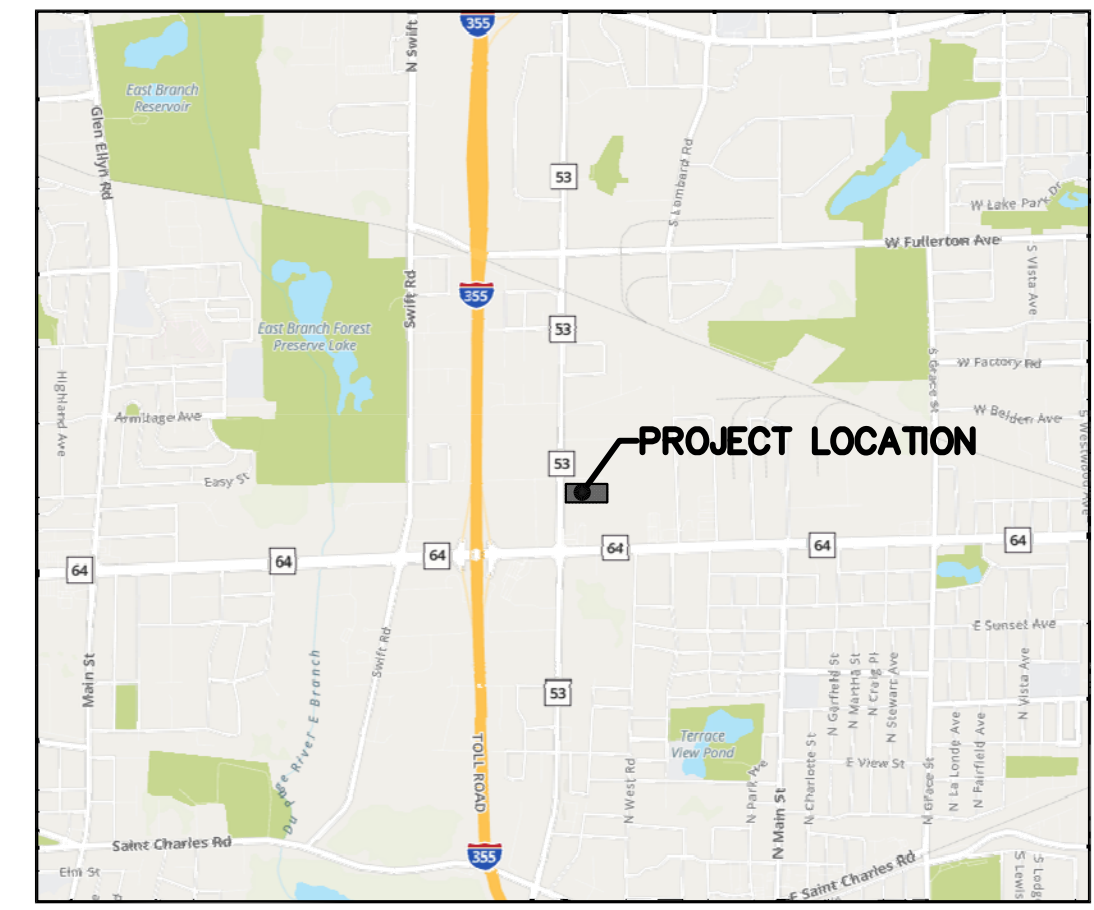 355
N Swift
East Branch
Reservoir
Glen Ellyn Rd
53
S Lombard Rd
W Lake Park Dr
W Fullerton Ave
S Vista Ave
Swift Rd
355
East Branch Forest
Preserve Lake
53
S Grace St
W Factory Rd
Highland Ave
Armitage Ave
W Belden Ave
S Westwood Ave
PROJECT LOCATION
53
Easy St
64
64
64
64
64
64
E Sunset Ave
Main St
Swift Rd
Du Page River E Branch
53
N Garfield St
N Martha St
N Craig Pl
N Stewart Ave
N Vista Ave
Terrace
View Pond
TOLL ROAD
N West Rd
N Park Ave
N Main St
N Charlotte St
E View St
N Grace St
N La Londe Ave
N Fairfield Ave
Saint Charles Rd
355
Elm St
E Saint Charles Rd
S Lewis
S Lodg